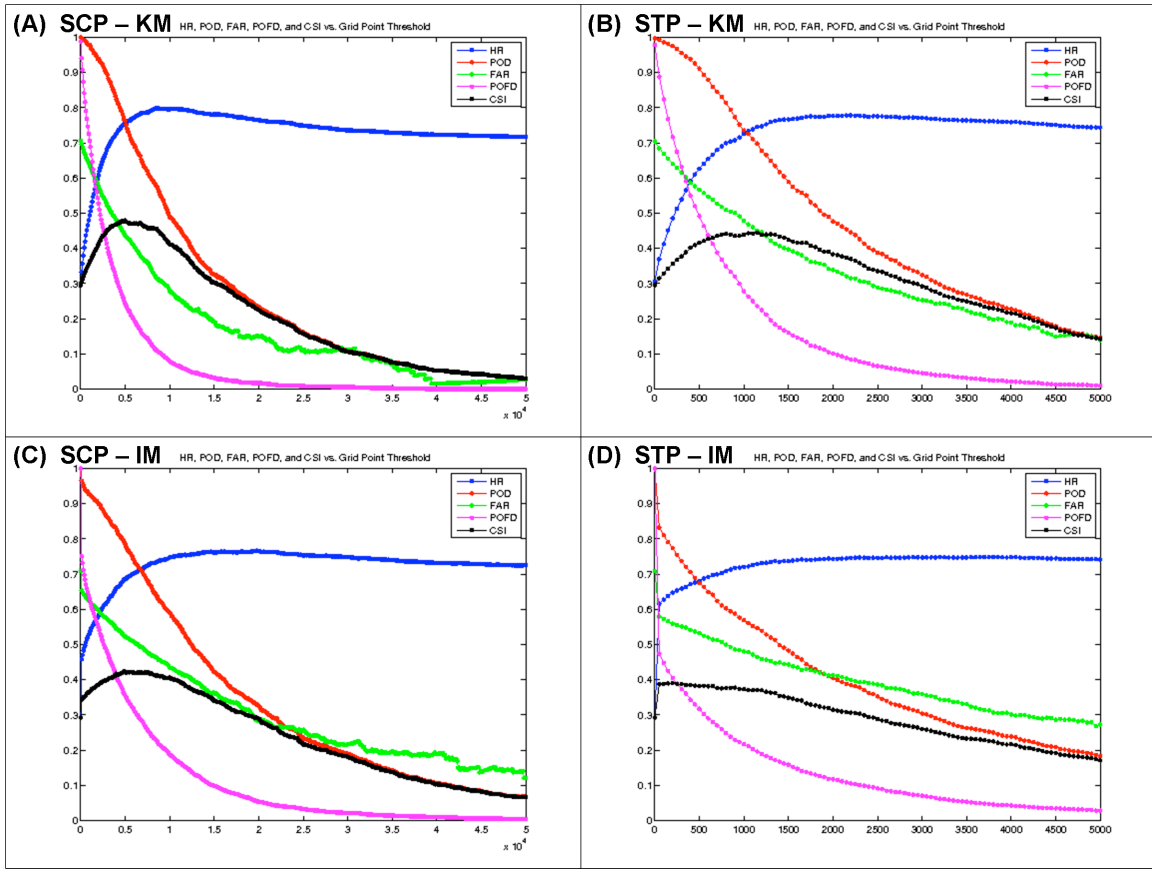 (A) SCP – KM
HR, POD, FAR, POFD, and CSI vs. Grid Point Threshold
1
0.9
0.8
0.7
0.6
0.5
0.4
0.3
0.2
0.1
0
0 0.5 1 1.5 2 2.5 3 3.5 4 4.5 5
x 10^4
HR
POD
FAR
POFD
CSI
(B) STP – KM
HR, POD, FAR, POFD, and CSI vs. Grid Point Threshold
1
0.9
0.8
0.7
0.6
0.5
0.4
0.3
0.2
0.1
0
0 500 1000 1500 2000 2500 3000 3500 4000 4500 5000
HR
POD
FAR
POFD
CSI
(C) SCP – IM
HR, POD, FAR, POFD, and CSI vs. Grid Point Threshold
1
0.9
0.8
0.7
0.6
0.5
0.4
0.3
0.2
0.1
0
0 0.5 1 1.5 2 2.5 3 3.5 4 4.5 5
x 10^4
HR
POD
FAR
POFD
CSI
(D) STP – IM
HR, POD, FAR, POFD, and CSI vs. Grid Point Threshold
1
0.9
0.8
0.7
0.6
0.5
0.4
0.3
0.2
0.1
0
0 500 1000 1500 2000 2500 3000 3500 4000 4500 5000
HR
POD
FAR
POFD
CSI